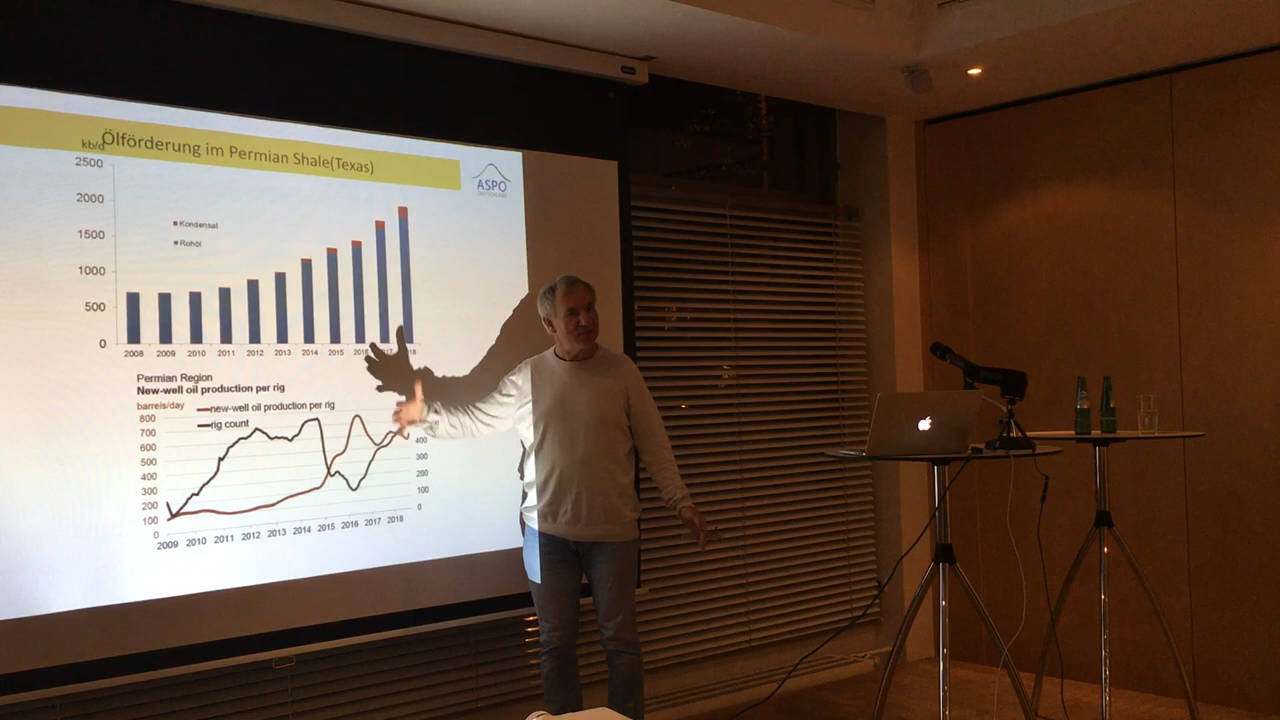 Ölförderung im Permian Shale(Texas)
kb/d
ASPO
DEUTSCHLAND
2500
2000
1500
1000
500
0
Kondensat
Rohöl
2008 2009 2010 2011 2012 2013 2014 2015 2016 18
Permian Region
New-well oil production per rig
barrels/day
new-well oil production per rig
rig count
800
700
600
500
400
300
200
100
0
400
300
200
100
0
2009 2010 2011 2012 2013 2014 2015 2016 2017 2018